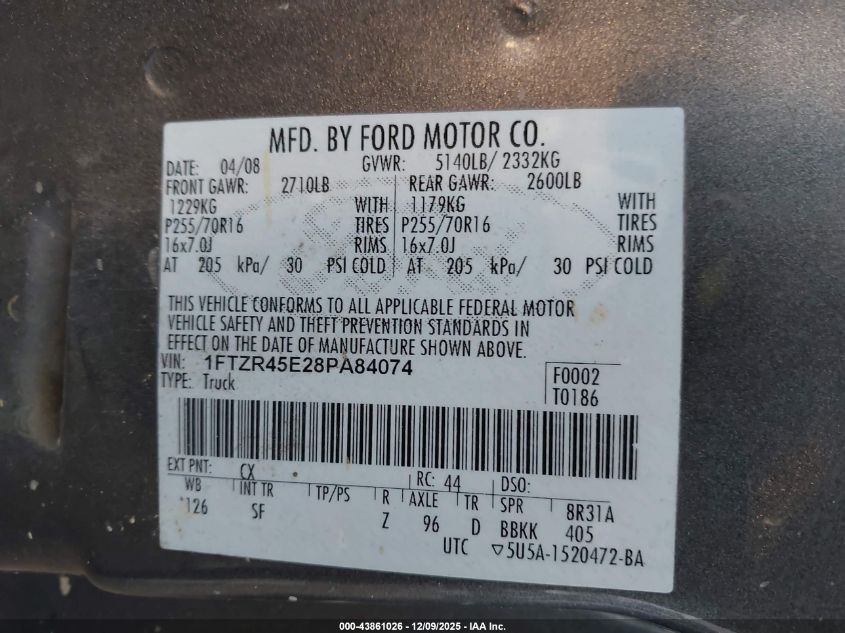 MFD. BY FORD MOTOR CO.
DATE: 04/08 GVWR: 5140LB/ 2332KG
FRONT GAWR: 2710LB REAR GAWR: 2600LB
1229KG WITH 1179KG WITH
P255/70R16 TIRES P255/70R16 TIRES
16x7.0J RIMS 16x7.0J RIMS
AT 205 kPa/ 30 PSI COLD AT 205 kPa/ 30 PSI COLD
THIS VEHICLE CONFORMS TO ALL APPLICABLE FEDERAL MOTOR
VEHICLE SAFETY AND THEFT PREVENTION STANDARDS IN
EFFECT ON THE DATE OF MANUFACTURE SHOWN ABOVE.
VIN: 1FTZR45E28PA84074 F0002
TYPE: Truck T0186
EXT PNT: CX RC: 44 DSO:
WB INT TR TP/PS R AXLE TR SPR 8R31A
*126 SF Z 96 D BBKK 405
UTC ▽5U5A-1520472-BA
000-43861026 | 12/09/2025 - IAA Inc.